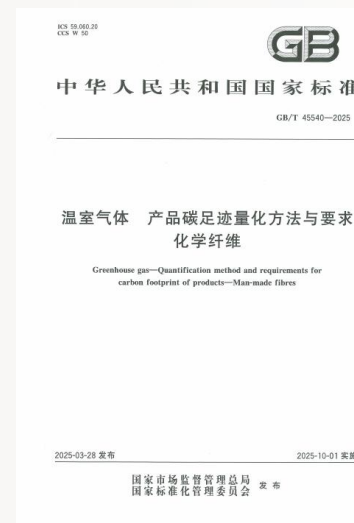 ICS 59.060.20
CCS W 50
GB
中华人民共和国国家标准
GB/T 45540—2025
温室气体　产品碳足迹量化方法与要求
化学纤维
Greenhouse gas—Quantification method and requirements for
carbon footprint of products—Man-made fibres
2025-03-28 发布
2025-10-01 实施
国家市场监督管理总局
国家标准化管理委员会
发布